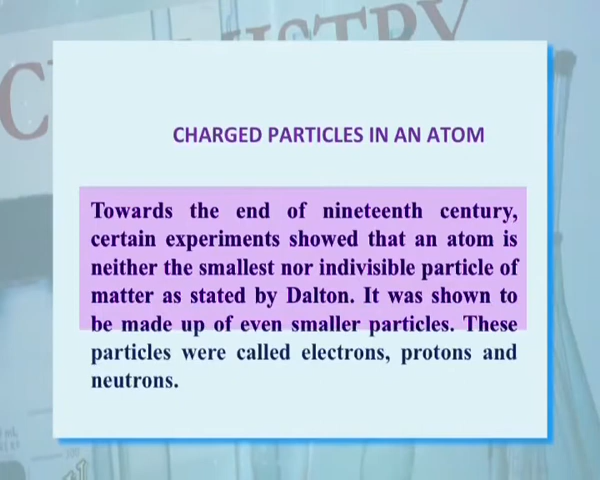 CHEMISTRY
CHARGED PARTICLES IN AN ATOM
Towards the end of nineteenth century,
certain experiments showed that an atom is
neither the smallest nor indivisible particle of
matter as stated by Dalton. It was shown to
be made up of even smaller particles. These
particles were called electrons, protons and
neutrons.